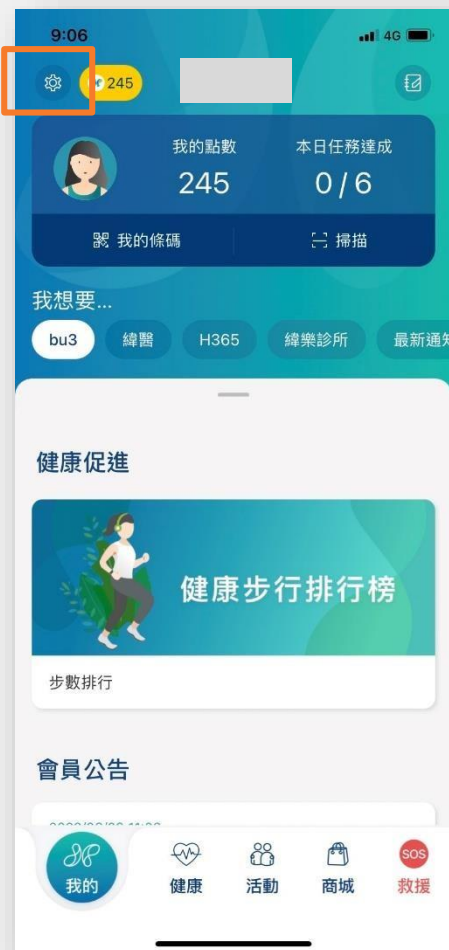 9:06
4G
245
我的點數
本日任務達成
245
0 / 6
我的條碼
掃描
我想要...
bu3
緯醫
H365
緯樂診所
最新通知
健康促進
健康步行排行榜
步數排行
會員公告
我的
健康
活動
商城
SOS
救援